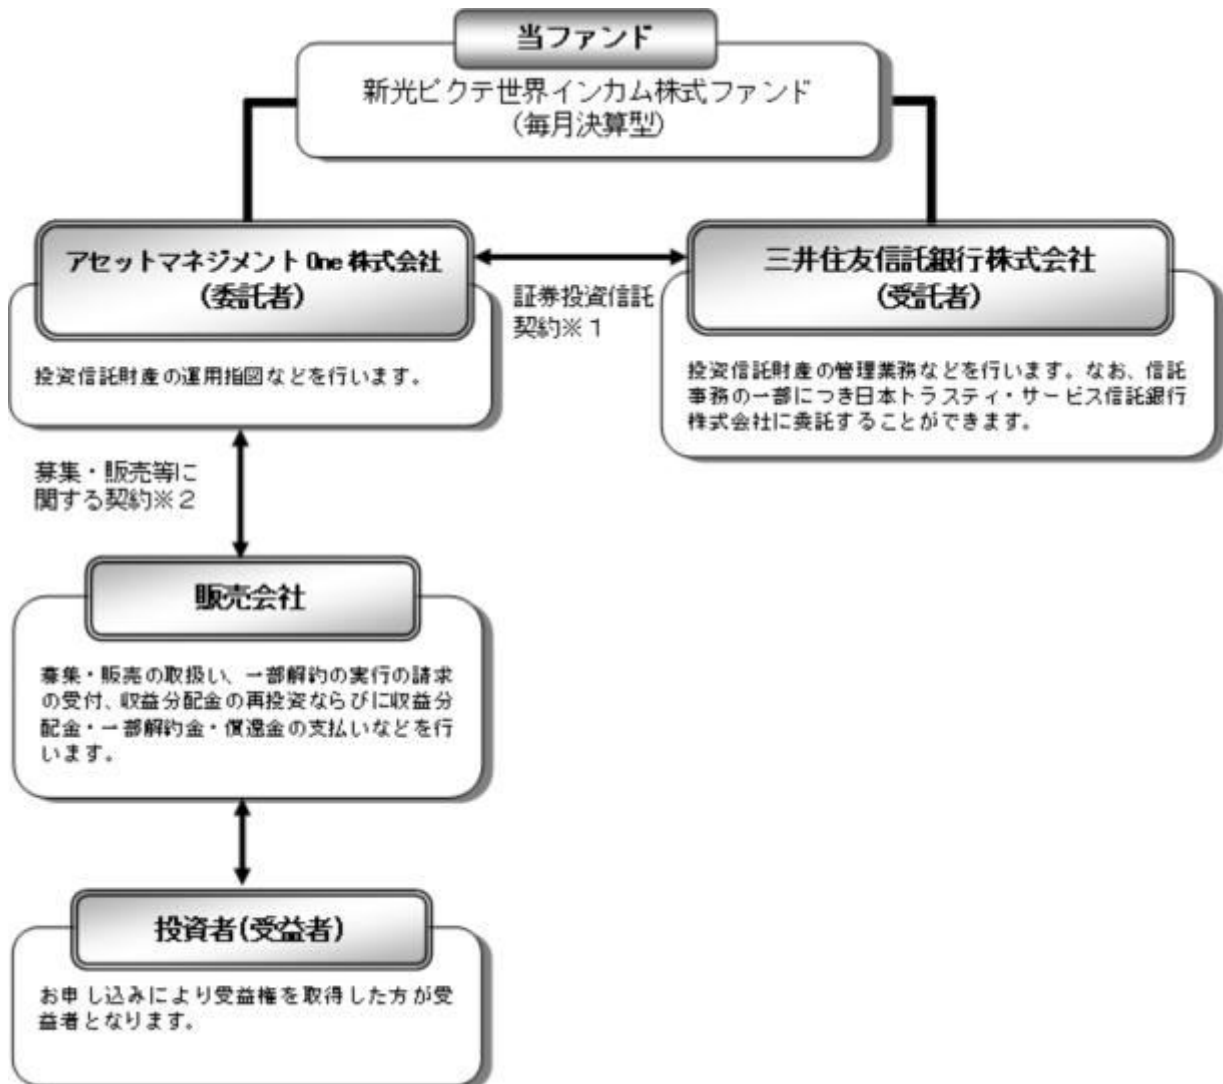 当ファンド
新光ピクテ世界インカム株式ファンド
（毎月決算型）
アセットマネジメントOne株式会社
（委託者）
投資信託財産の運用指図などを行います。
証券投資信託
契約※１
三井住友信託銀行株式会社
（受託者）
投資信託財産の管理業務などを行います。なお、信託
事務の一部につき日本トラスティ・サービス信託銀行
株式会社に委託することができます。
募集・販売等に
関する契約※２
販売会社
募集・販売の取扱い、一部解約の実行の請求
の受付、収益分配金の再投資ならびに収益分
配金・一部解約金・償還金の支払いなどを行
います。
投資者(受益者)
お申し込みにより受益権を取得した方が受
益者となります。